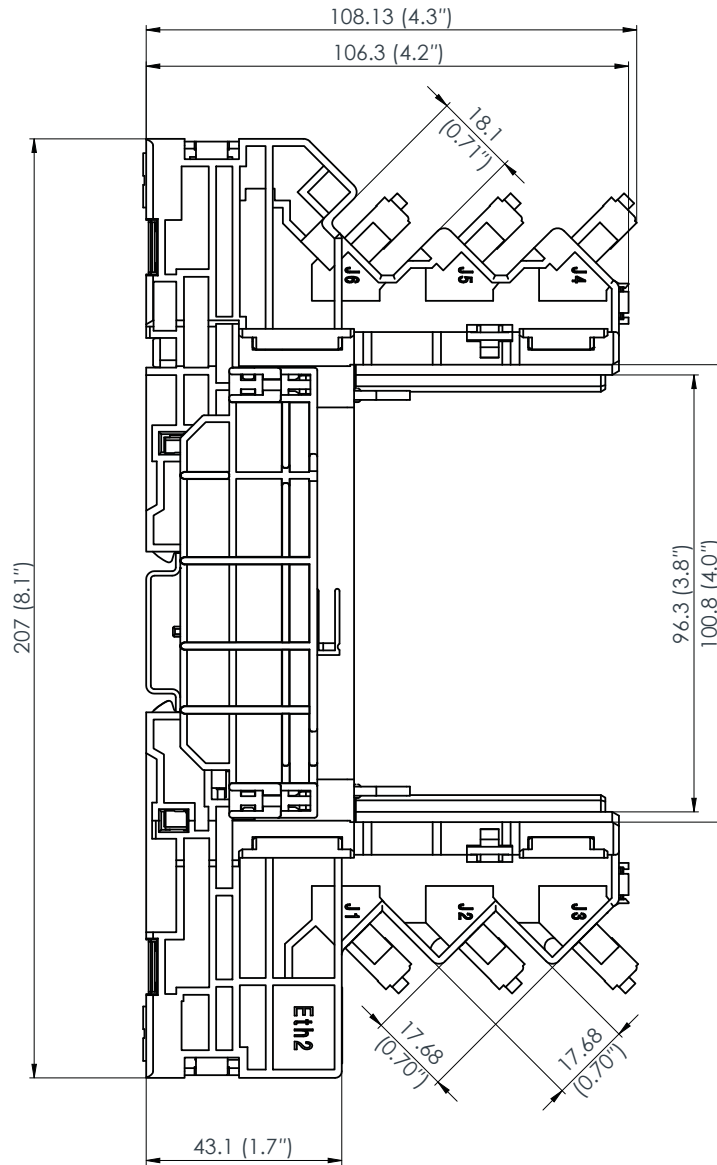 108.13 (4.3")
106.3 (4.2")
18.1
(0.71")
J6
J5
J4
207 (8.1")
96.3 (3.8")
100.8 (4.0")
J1
J2
J3
Eth2
17.68
(0.70")
17.68
(0.70")
43.1 (1.7")